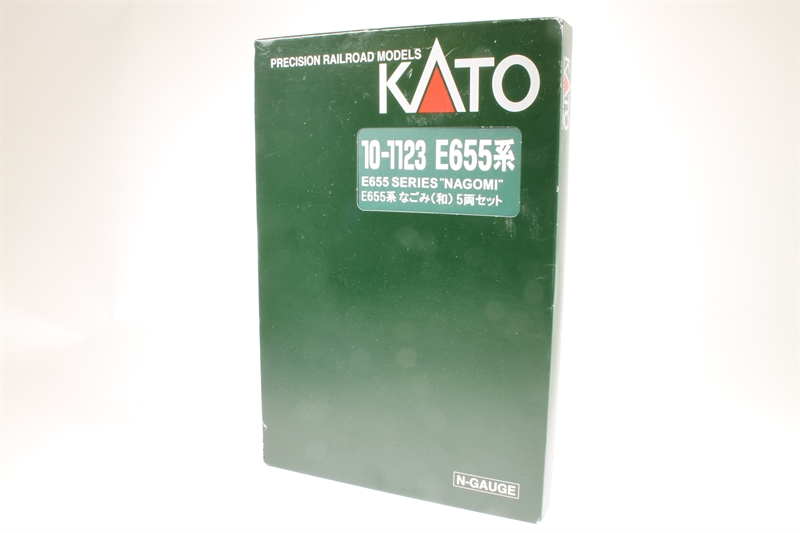 PRECISION RAILROAD MODELS
KATO
10-1123 E655系
E655 SERIES "NAGOMI"
E655系 なごみ(和) 5両セット
N-GAUGE
KATO